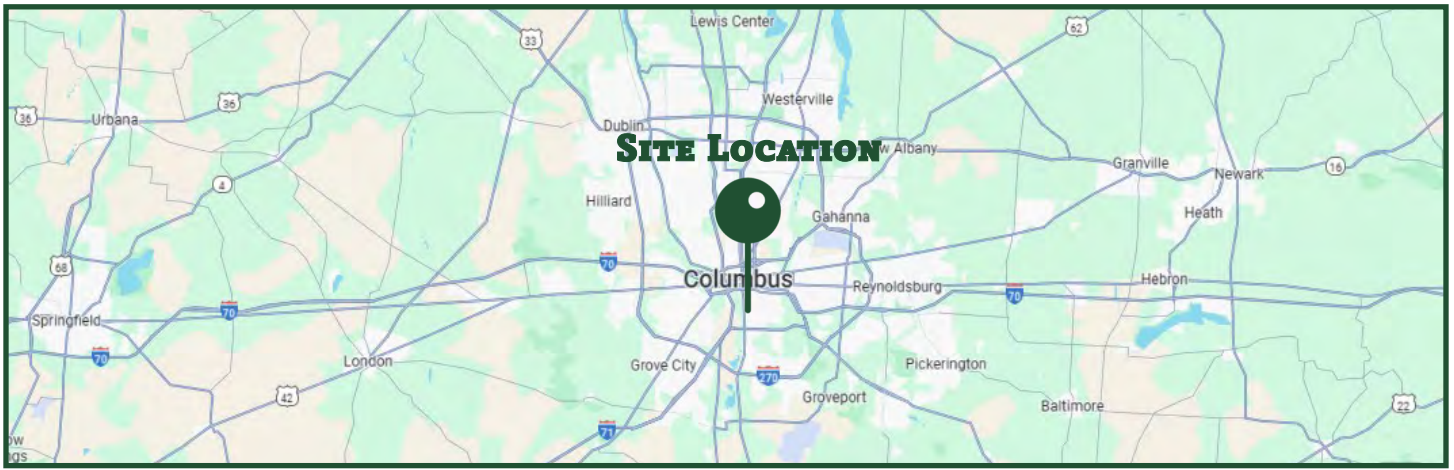 Lewis Center
33
62
Westerville
36
36
Urbana
Dublin
SITE LOCATION
w Albany
Granville
16
Newark
4
Hilliard
Gahanna
Heath
68
70
Columbus
Reynoldsburg
70
Hebron
70
Springfield
70
London
Grove City
270
Pickerington
42
Groveport
Baltimore
22
71
ow
ngs